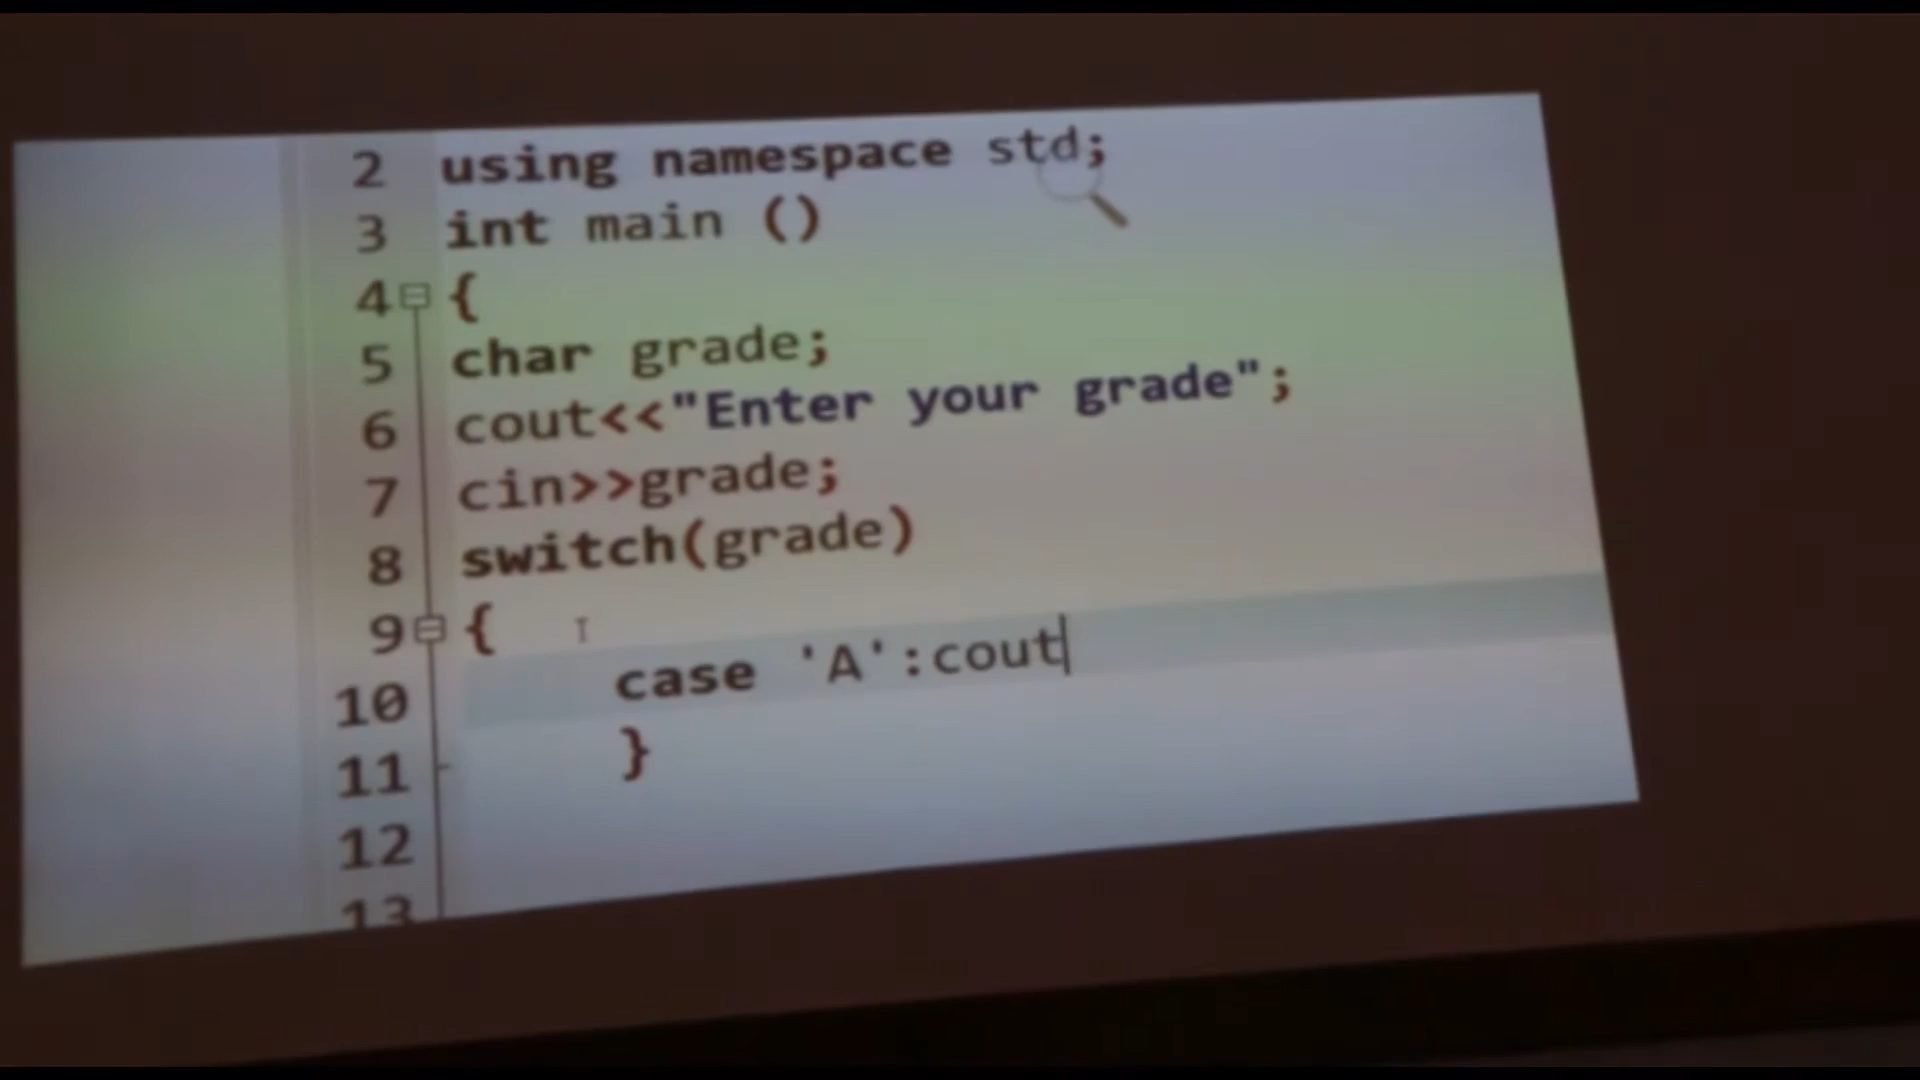 2 using namespace std;
3 int main ()
4 {
5 char grade;
6 cout<<"Enter your grade";
7 cin>>grade;
8 switch(grade)
9 {
10 case 'A':cout
11 }
12
13